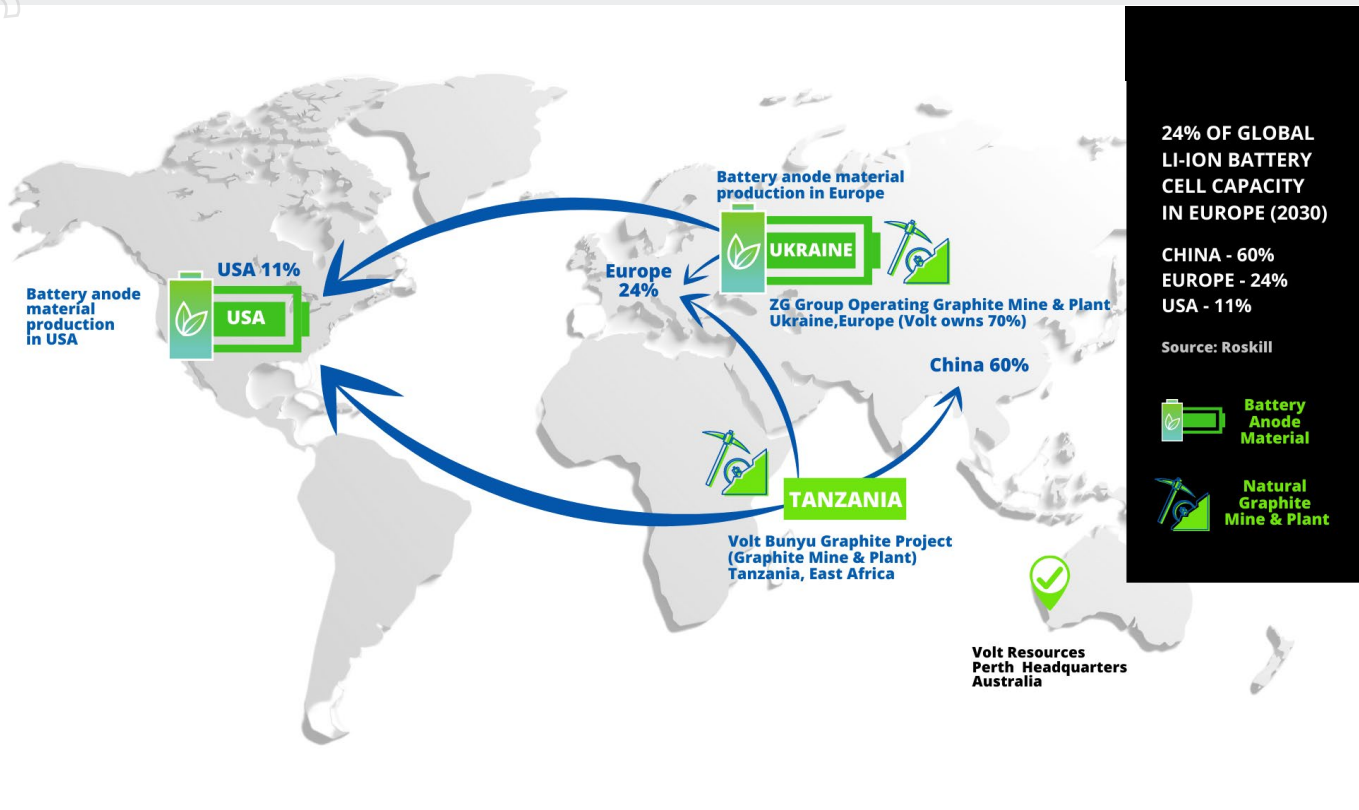 Battery anode material
production in Europe
UKRAINE
ZG Group Operating Graphite Mine & Plant
Ukraine,Europe (Volt owns 70%)
USA 11%
Battery anode
material
production
in USA
USA
Europe
24%
China 60%
TANZANIA
Volt Bunyu Graphite Project
(Graphite Mine & Plant)
Tanzania, East Africa
Volt Resources
Perth Headquarters
Australia
24% OF GLOBAL
LI-ION BATTERY
CELL CAPACITY
IN EUROPE (2030)
CHINA - 60%
EUROPE - 24%
USA - 11%
Source: Roskill
Battery
Anode
Material
Natural
Graphite
Mine & Plant